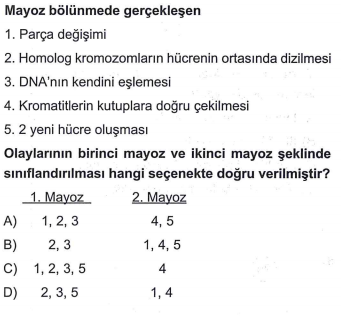 Mayoz bölünmede gerçekleşen
1. Parça değişimi
2. Homolog kromozomların hücrenin ortasında dizilmesi
3. DNA'nın kendini eşlemesi
4. Kromatitlerin kutuplara doğru çekilmesi
5. 2 yeni hücre oluşması
Olaylarının birinci mayoz ve ikinci mayoz şeklinde
sınıflandırılması hangi seçenekte doğru verilmiştir?
1. Mayoz 2. Mayoz
A) 1, 2, 3 4, 5
B) 2, 3 1, 4, 5
C) 1, 2, 3, 5 4
D) 2, 3, 5 1, 4